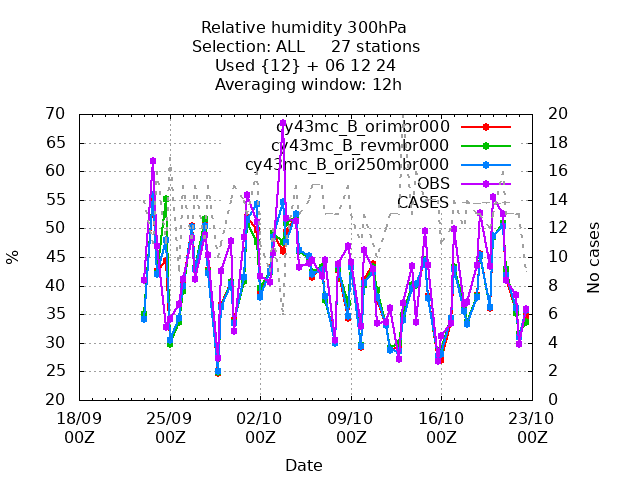 Relative humidity 300hPa
Selection: ALL 27 stations
Used {12} + 06 12 24
Averaging window: 12h
cy43mc_B_orimbr000
cy43mc_B_revmbr000
cy43mc_B_ori250mbr000
OBS
CASES
70
65
60
55
50
45
40
35
30
25
20
%
20
18
16
14
12
10
8
6
4
2
0
No cases
18/09 25/09 02/10 09/10 16/10 23/10
00Z 00Z 00Z 00Z 00Z 00Z
Date